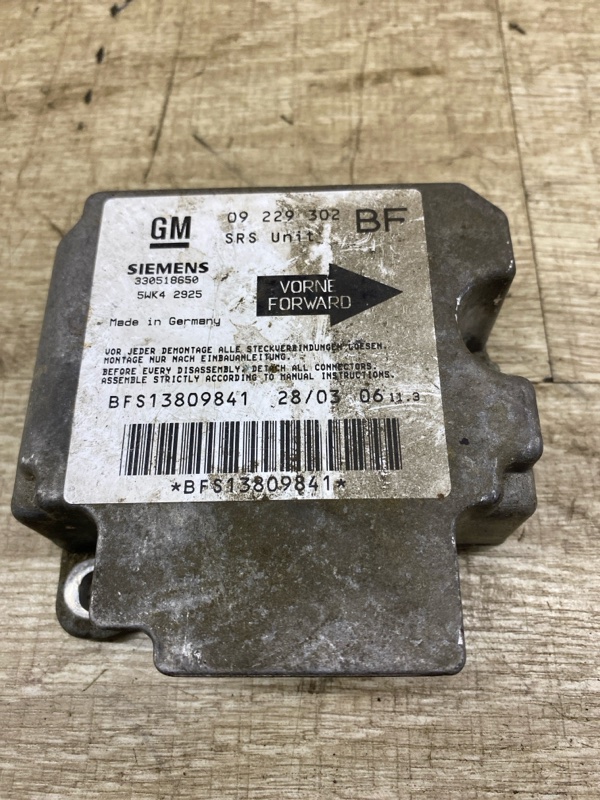 GM 09 229 302 BF
SRS Unit
SIEMENS
330518650
5WK4 2925
VORNE
FORWARD
Made in Germany
VOR JEDER DEMONTAGE ALLE STECKVERBINDUNGEN LOESEN.
MONTAGE NUR NACH EINBAUANLEITUNG.
BEFORE EVERY DISASSEMBLY, DETACH ALL CONNECTORS.
ASSEMBLE STRICTLY ACCORDING TO MANUAL INSTRUCTIONS.
BFS13809841 28/03 06 11.3
*BFS13809841*